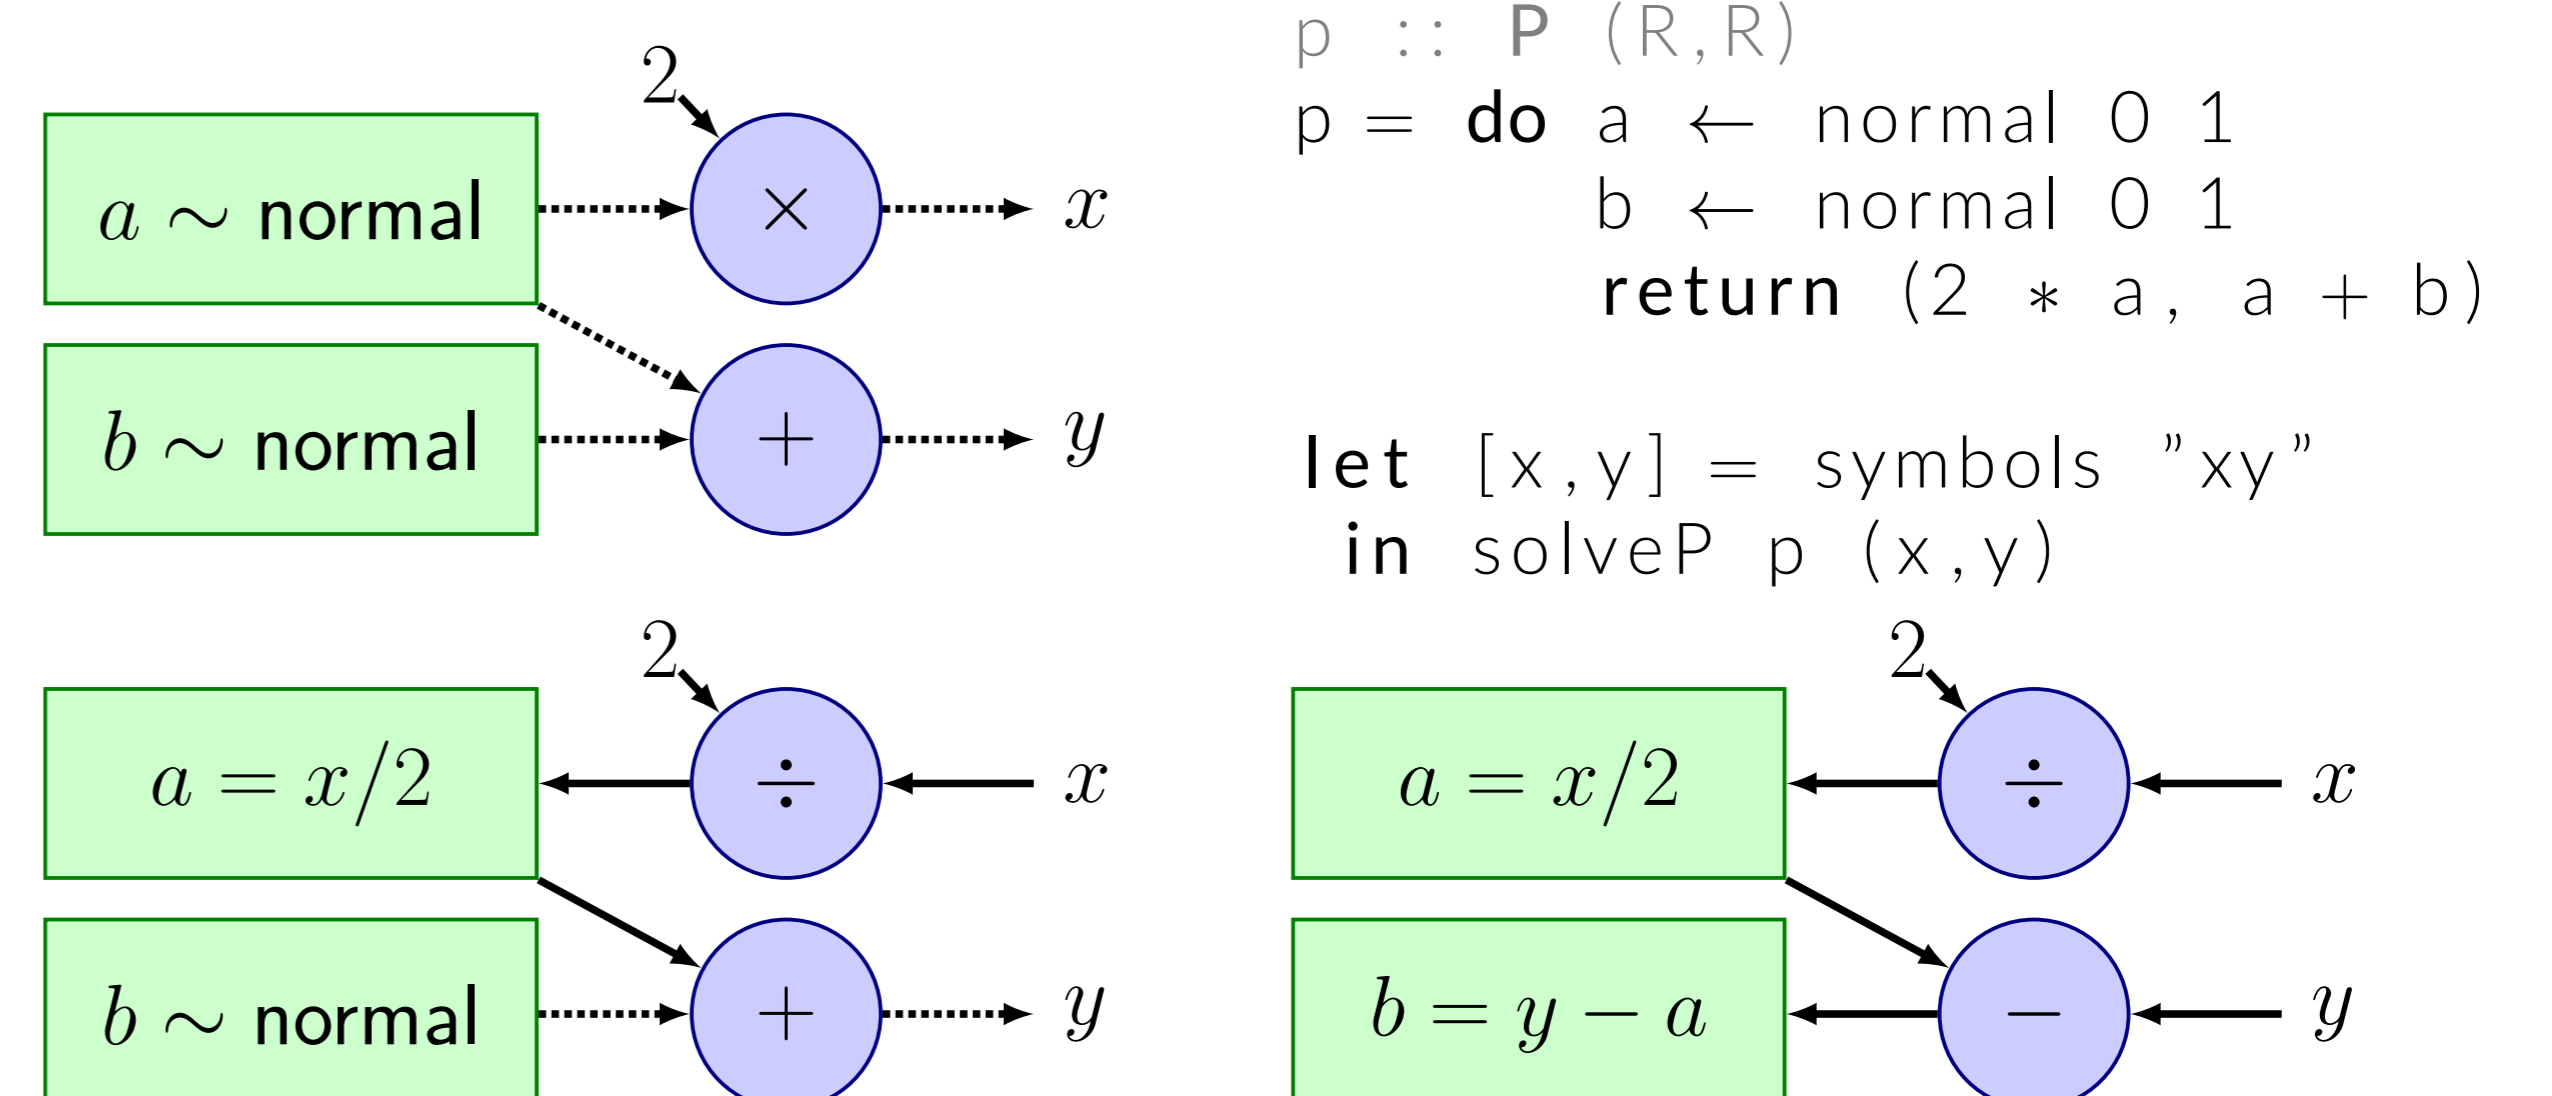 2
a ∼ normal × x
b ∼ normal + y
p :: P (R,R)
p = do a ← normal 0 1
b ← normal 0 1
return (2 * a, a + b)
let [x,y] = symbols ”xy”
in solveP p (x,y)
2
a = x/2 ÷ x
b ∼ normal + y
2
a = x/2 ÷ x
b = y − a − y